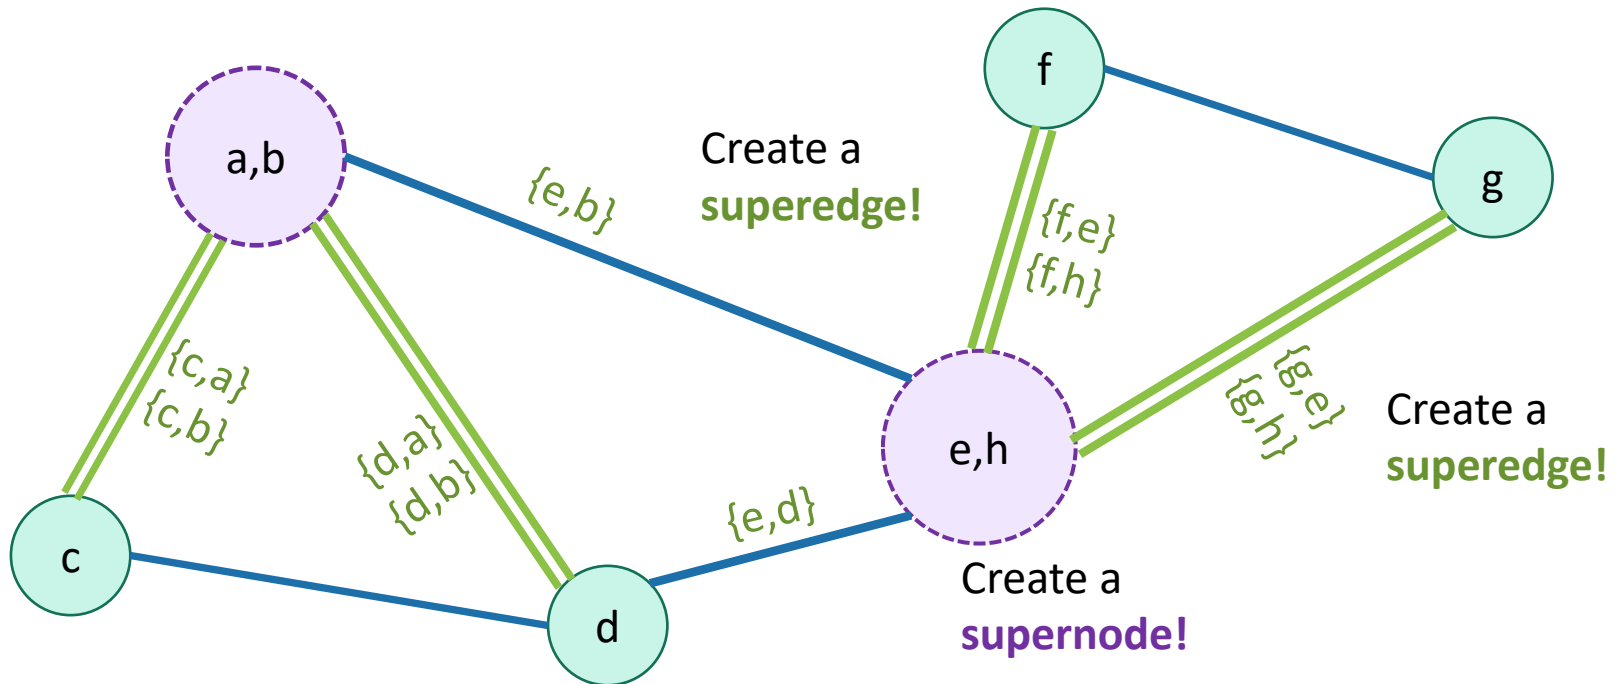 f
a,b
Create a
superedge!
{e,b}
g
{f,e}
{f,h}
{c,a}
{c,b}
{g,e}
{g,h}
Create a
superedge!
{d,a}
{d,b}
e,h
{e,d}
c
Create a
supernode!
d